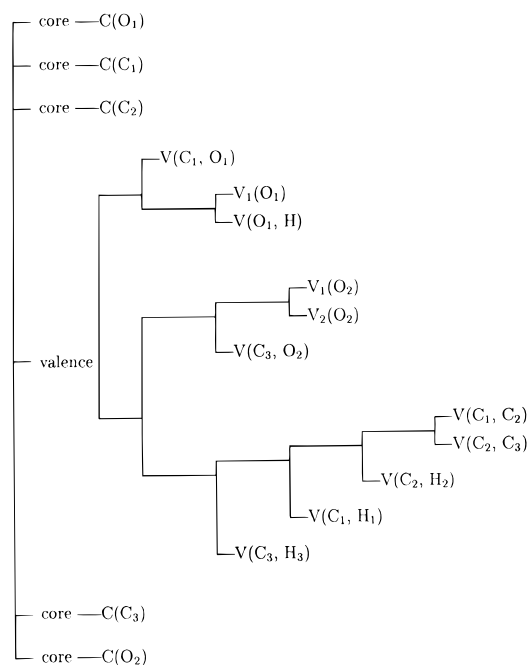 core C(O₁)
core C(C₁)
core C(C₂)
V(C₁, O₁)
V₁(O₁)
V(O₁, H)
V₁(O₂)
V₂(O₂)
V(C₃, O₂)
valence
V(C₁, C₂)
V(C₂, C₃)
V(C₂, H₂)
V(C₁, H₁)
V(C₃, H₃)
core C(C₃)
core C(O₂)